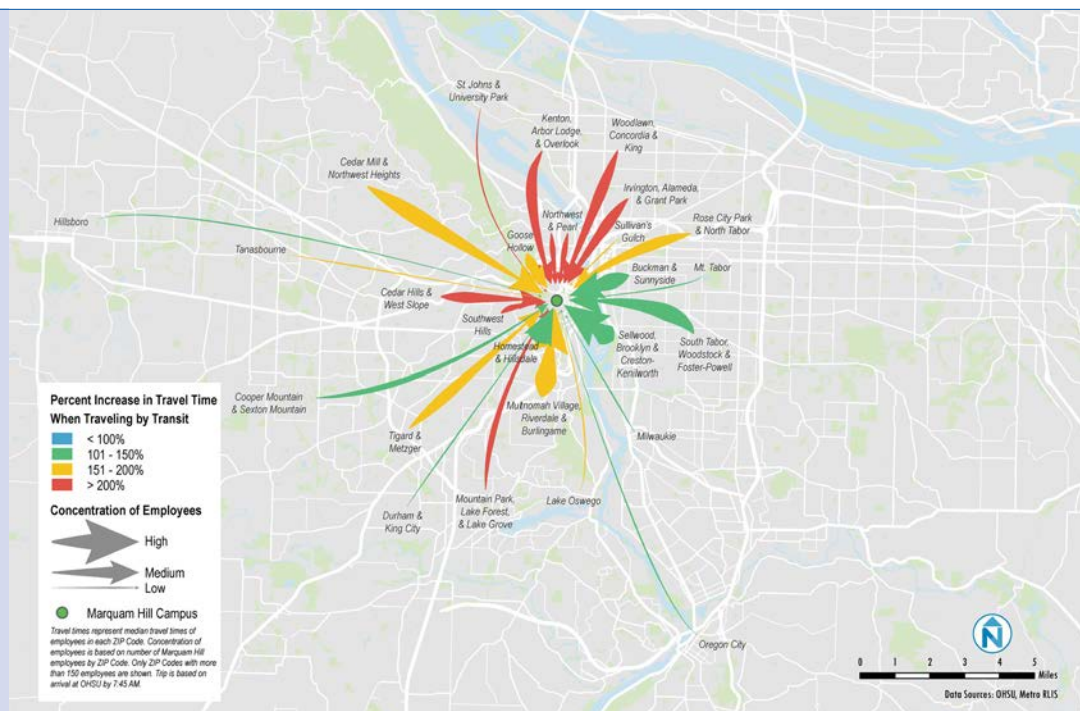 St. Johns &
University Park
Kenton,
Arbor Lodge,
& Overlook
Woodlawn,
Concordia &
King
Cedar Mill &
Northwest Heights
Irvington, Alameda,
& Grant Park
Northwest
& Pearl
Sullivan's
Gulch
Rose City Park
& North Tabor
Hillsboro
Goose
Hollow
Tanasbourne
Buckman &
Sunnyside
Mt. Tabor
Cedar Hills &
West Slope
Southwest
Hills
Homestead
& Hillsdale
Sellwood,
Brooklyn &
Creston-
Kenilworth
South Tabor,
Woodstock &
Foster-Powell
Cooper Mountain
& Sexton Mountain
Multnomah Village,
Riverdale &
Burlingame
Tigard &
Metzger
Milwaukie
Durham &
King City
Mountain Park,
Lake Forest,
& Lake Grove
Lake Oswego
Oregon City
Percent Increase in Travel Time
When Traveling by Transit
< 100%
101 - 150%
151 - 200%
> 200%
Concentration of Employees
High
Medium
Low
Marquam Hill Campus
Travel times represent median travel times of
employees in each ZIP Code. Concentration of
employees is based on number of Marquam Hill
employees by ZIP Code. Only ZIP Codes with more
than 150 employees are shown. Trip is based on
arrival at OHSU by 7:45 AM.
N
0 1 2 3 4 5
Miles
Data Sources: OHSU, Metro RLIS